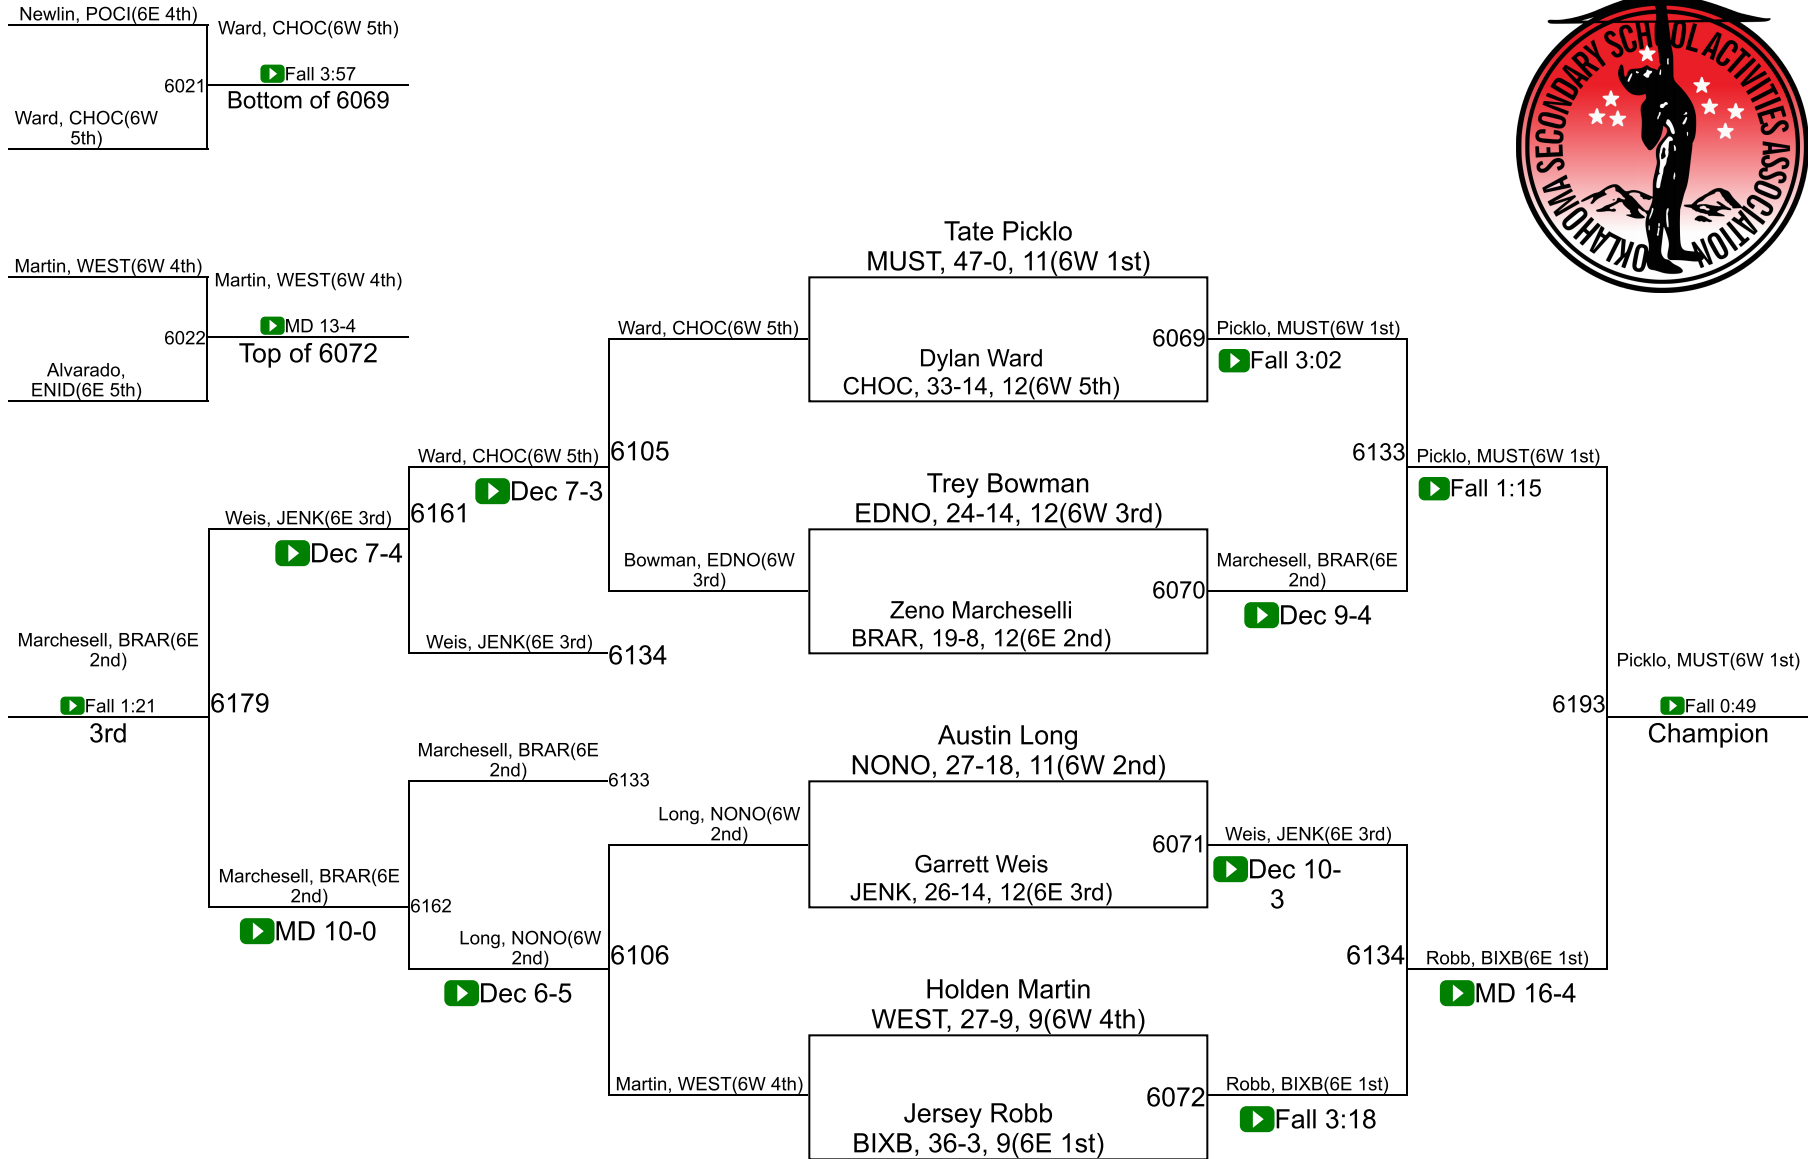 Newlin, POCI(6E 4th)
Ward, CHOC(6W 5th)
Fall 3:57
6021
Bottom of 6069
Ward, CHOC(6W
5th)
OKLAHOMA SECONDARY SCHOOL ACTIVITIES ASSOCIATION
Martin, WEST(6W 4th)
Martin, WEST(6W 4th)
MD 13-4
6022
Top of 6072
Alvarado,
ENID(6E 5th)
Tate Picklo
MUST, 47-0, 11(6W 1st)
Ward, CHOC(6W 5th)
6069
Picklo, MUST(6W 1st)
Fall 3:02
Dylan Ward
CHOC, 33-14, 12(6W 5th)
Ward, CHOC(6W 5th)
6105
Dec 7-3
6133
Picklo, MUST(6W 1st)
Fall 1:15
Trey Bowman
EDNO, 24-14, 12(6W 3rd)
Weis, JENK(6E 3rd)
6161
Dec 7-4
Bowman, EDNO(6W
3rd)
6070
Marchesell, BRAR(6E
2nd)
Dec 9-4
Zeno Marcheselli
BRAR, 19-8, 12(6E 2nd)
Weis, JENK(6E 3rd)
6134
Marchesell, BRAR(6E
2nd)
Fall 1:21
3rd
6179
Picklo, MUST(6W 1st)
6193
Fall 0:49
Champion
Austin Long
NONO, 27-18, 11(6W 2nd)
Marchesell, BRAR(6E
2nd)
6133
Long, NONO(6W
2nd)
6071
Weis, JENK(6E 3rd)
Dec 10-
3
Garrett Weis
JENK, 26-14, 12(6E 3rd)
Marchesell, BRAR(6E
2nd)
6162
MD 10-0
Long, NONO(6W
2nd)
6106
Dec 6-5
6134
Robb, BIXB(6E 1st)
MD 16-4
Holden Martin
WEST, 27-9, 9(6W 4th)
Martin, WEST(6W 4th)
6072
Robb, BIXB(6E 1st)
Fall 3:18
Jersey Robb
BIXB, 36-3, 9(6E 1st)